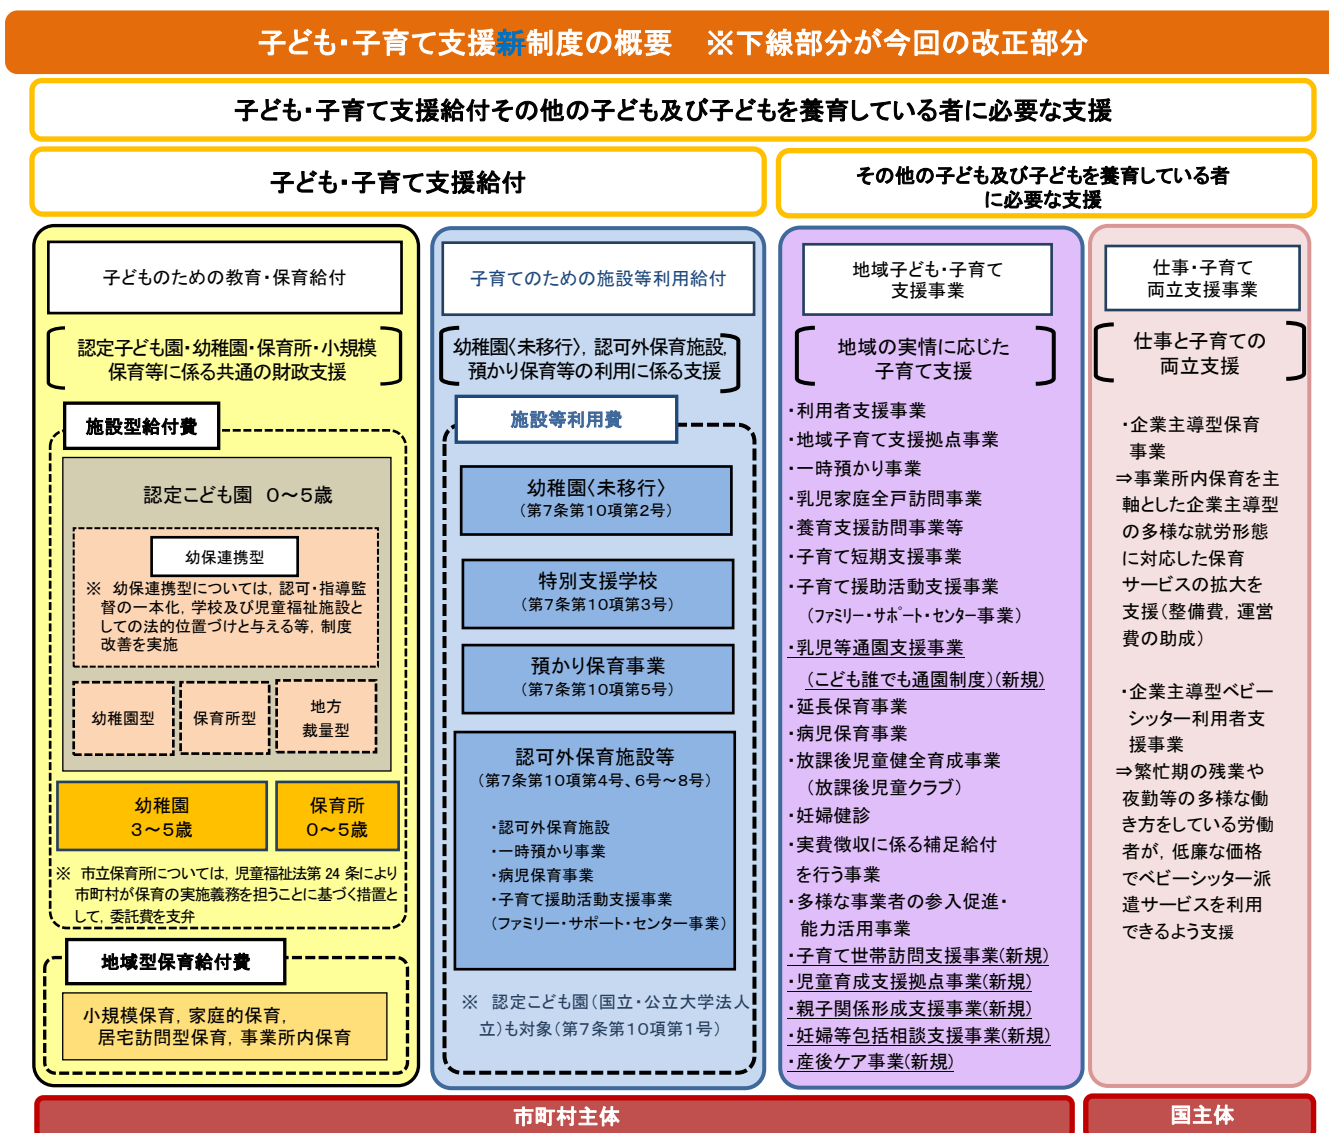 子ども・子育て支援新制度の概要　※下線部分が今回の改正部分
子ども・子育て支援給付その他の子ども及び子どもを養育している者に必要な支援
子ども・子育て支援給付
その他の子ども及び子どもを養育している者
に必要な支援
子どものための教育・保育給付
認定子ども園・幼稚園・保育所・小規模
保育等に係る共通の財政支援
施設型給付費
認定こども園　０～５歳
幼保連携型
※　幼保連携型については，認可・指導監
督の一本化，学校及び児童福祉施設と
しての法的位置づけと与える等，制度
改善を実施
幼稚園型
保育所型
地方
裁量型
幼稚園
３～５歳
保育所
０～５歳
※　市立保育所については，児童福祉法第 24 条により
市町村が保育の実施義務を担うことに基づく措置と
して，委託費を支弁
地域型保育給付費
小規模保育，家庭的保育，
居宅訪問型保育，事業所内保育
子育てのための施設等利用給付
幼稚園〈未移行〉，認可外保育施設，
預かり保育等の利用に係る支援
施設等利用費
幼稚園〈未移行〉
（第７条第１０項第２号）
特別支援学校
（第７条第１０項第３号）
預かり保育事業
（第７条第１０項第５号）
認可外保育施設等
（第７条第１０項第４号、６号～８号）
・認可外保育施設
・一時預かり事業
・病児保育事業
・子育て援助活動支援事業
（ファミリー・サポート・センター事業）
※　認定こども園（国立・公立大学法人
立）も対象（第７条第１０項第１号）
地域子ども・子育て
支援事業
地域の実情に応じた
子育て支援
・利用者支援事業
・地域子育て支援拠点事業
・一時預かり事業
・乳児家庭全戸訪問事業
・養育支援訪問事業等
・子育て短期支援事業
・子育て援助活動支援事業
（ﾌｧﾐﾘｰ・ｻﾎﾟｰﾄ・ｾﾝﾀｰ事業）
・乳児等通園支援事業
（こども誰でも通園制度）（新規）
・延長保育事業
・病児保育事業
・放課後児童健全育成事業
（放課後児童クラブ）
・妊婦健診
・実費徴収に係る補足給付
を行う事業
・多様な事業者の参入促進・
能力活用事業
・子育て世帯訪問支援事業(新規)
・児童育成支援拠点事業(新規)
・親子関係形成支援事業(新規)
・妊婦等包括相談支援事業(新規)
・産後ケア事業(新規)
仕事・子育て
両立支援事業
仕事と子育ての
両立支援
・企業主導型保育
事業
⇒事業所内保育を主
軸とした企業主導型
の多様な就労形態
に対応した保育
サービスの拡大を
支援（整備費，運営
費の助成）
・企業主導型ベビー
シッター利用者支
援事業
⇒繁忙期の残業や
夜勤等の多様な働
き方をしている労働
者が，低廉な価格
でベビーシッター派
遣サービスを利用
できるよう支援
市町村主体
国主体